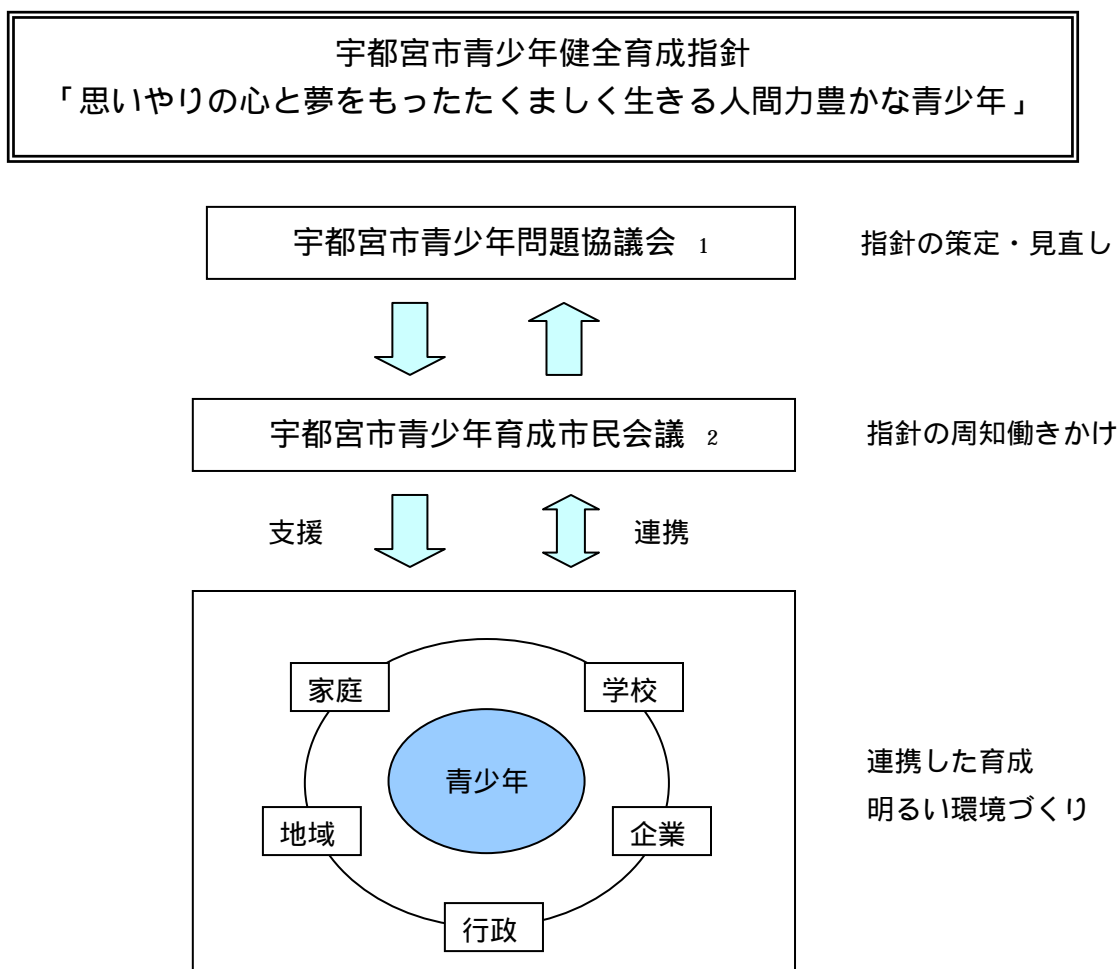 宇都宮市青少年健全育成指針
「思いやりの心と夢をもったたくましく生きる人間力豊かな青少年」
宇都宮市青少年問題協議会 1
指針の策定・見直し
宇都宮市青少年育成市民会議 2
指針の周知働きかけ
支援
連携
家庭
学校
青少年
連携した育成
明るい環境づくり
地域
企業
行政